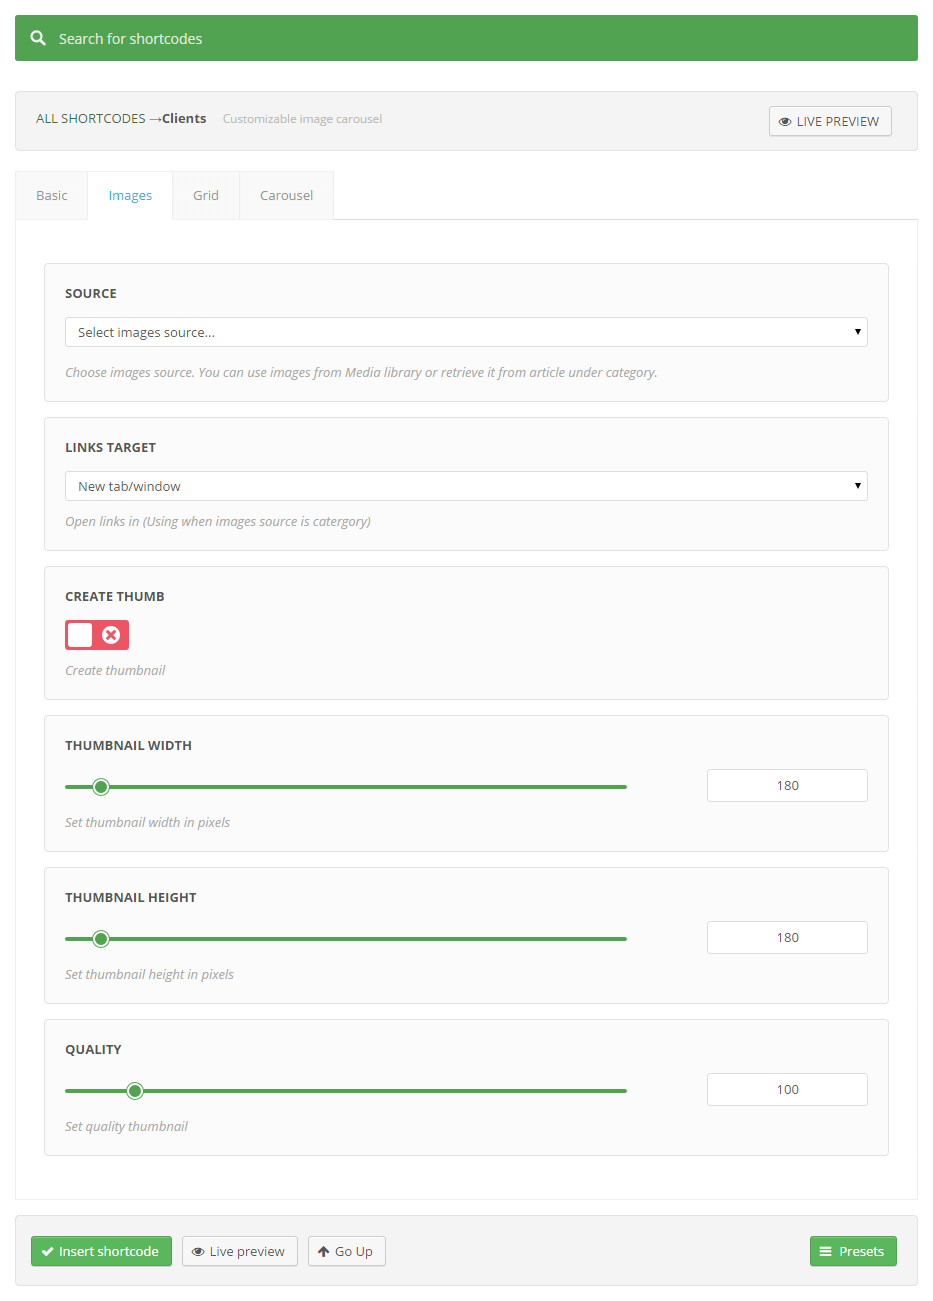 Search for shortcodes
ALL SHORTCODES →Clients Customizable image carousel
LIVE PREVIEW
Basic Images Grid Carousel
SOURCE
Select images source...
Choose images source. You can use images from Media library or retrieve it from article under category.
LINKS TARGET
New tab/window
Open links in (Using when images source is catergory)
CREATE THUMB
Create thumbnail
THUMBNAIL WIDTH
180
Set thumbnail width in pixels
THUMBNAIL HEIGHT
180
Set thumbnail height in pixels
QUALITY
100
Set quality thumbnail
Insert shortcode Live preview Go Up Presets